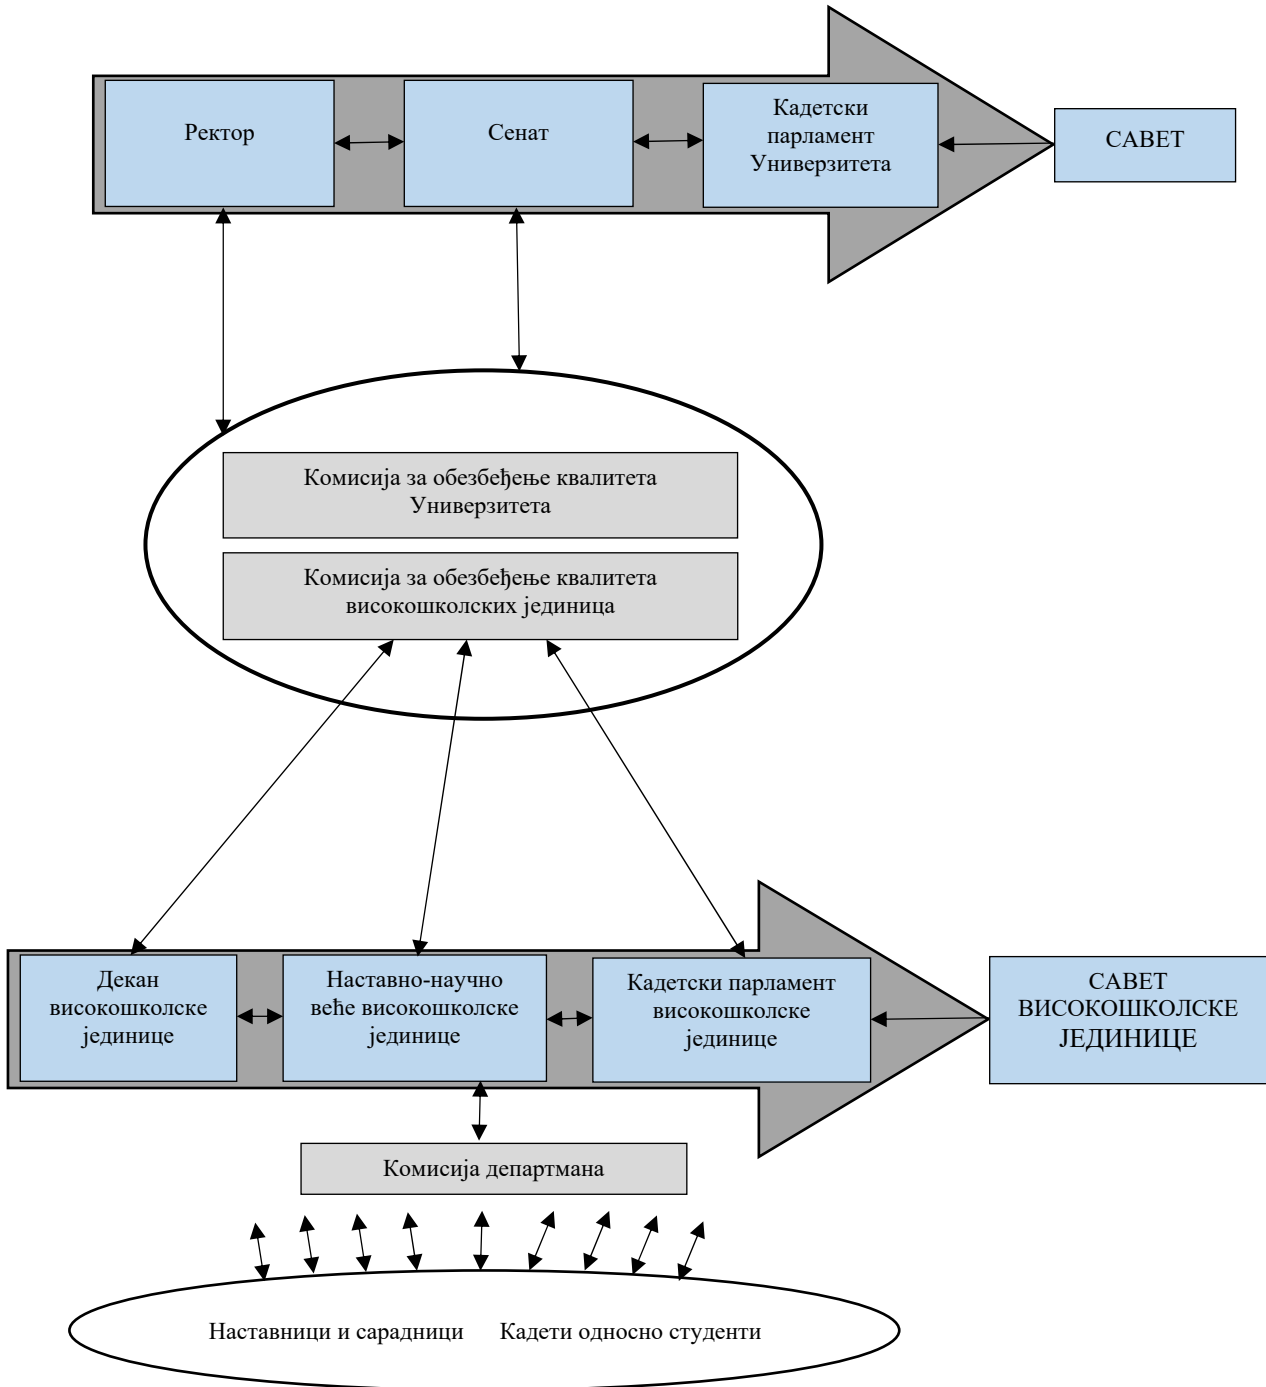 Ректор
Сенат
Кадетски
парламент
Универзитета
САВЕТ
Комисија за обезбеђење квалитета
Универзитета
Комисија за обезбеђење квалитета
високошколских јединица
Декан
високошколске
јединице
Наставно-научно
веће високошколске
јединице
Кадетски парламент
високошколске
јединице
САВЕТ
ВИСОКОШКОЛСКЕ
ЈЕДИНИЦЕ
Комисија департмана
Наставници и сарадници Кадети односно студенти